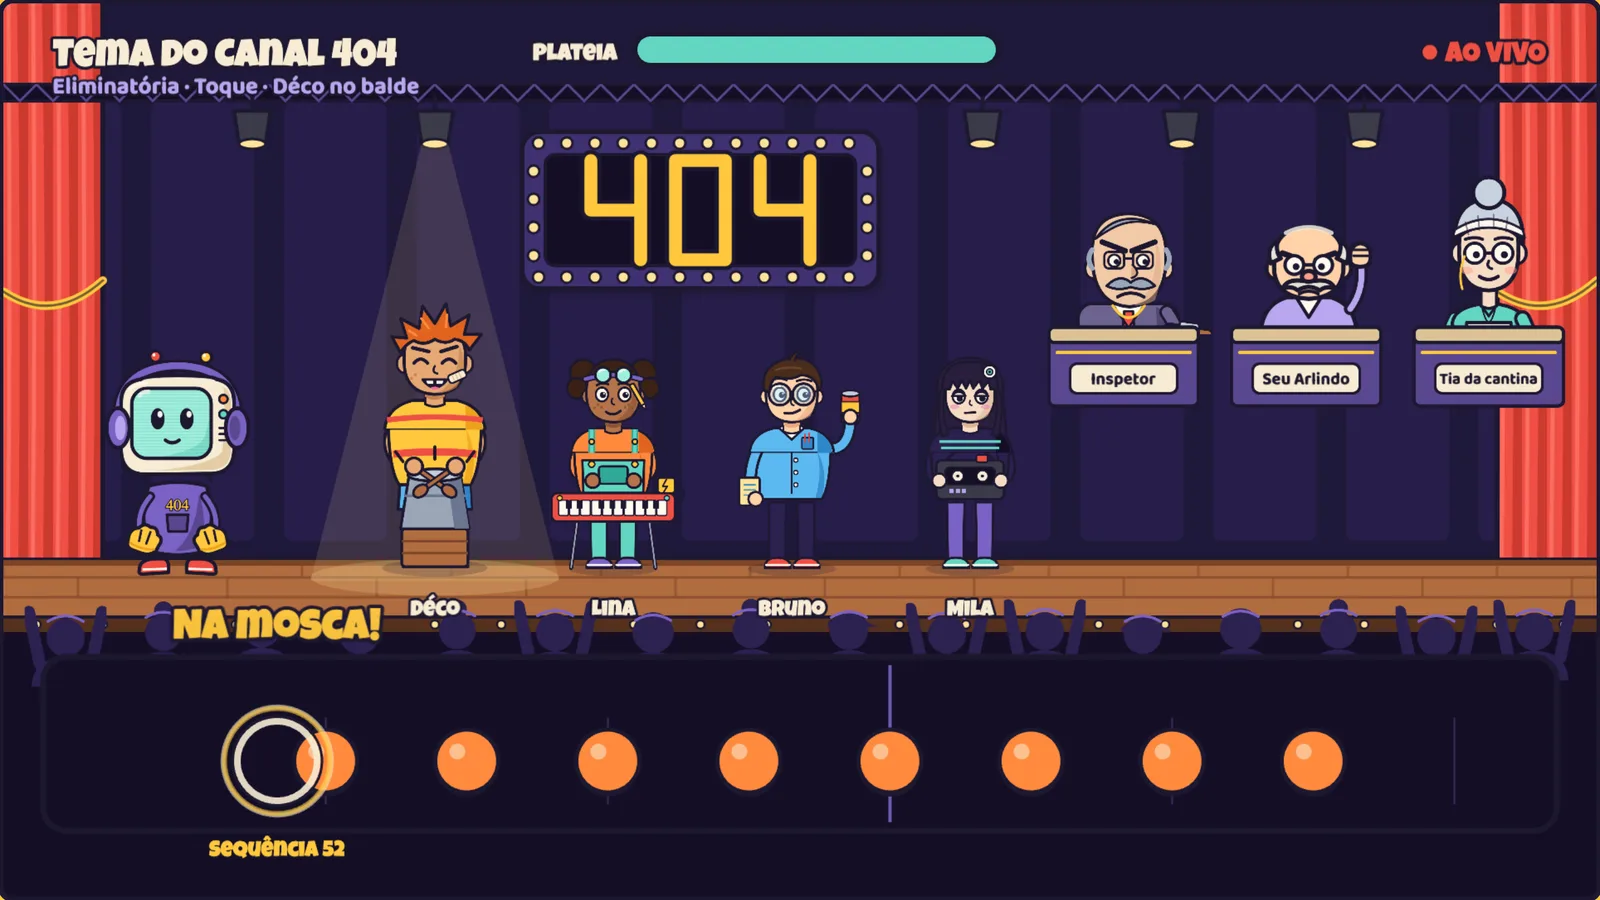 Tema do Canal 404
Eliminatória · Toque · Déco no balde
Plateia
AO VIVO
404
Inspetor
Seu Arlindo
Tia da cantina
404
Na mosca!
Déco
Lina
Bruno
Mila
Sequência 52